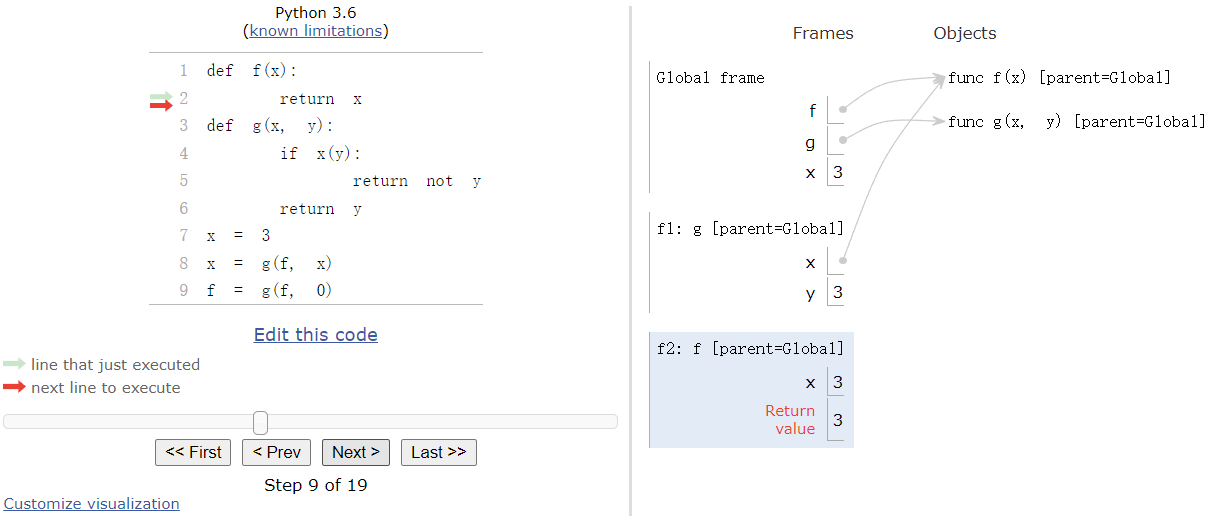 Python 3.6
(known limitations)
1 def f(x):
2 return x
3 def g(x, y):
4 if x(y):
5 return not y
6 return y
7 x = 3
8 x = g(f, x)
9 f = g(f, 0)
Edit this code
line that just executed
next line to execute
<< First < Prev Next > Last >>
Step 9 of 19
Customize visualization
Frames Objects
Global frame
f
g
x 3
func f(x) [parent=Global]
func g(x, y) [parent=Global]
f1: g [parent=Global]
x
y 3
f2: f [parent=Global]
x 3
Return
value 3